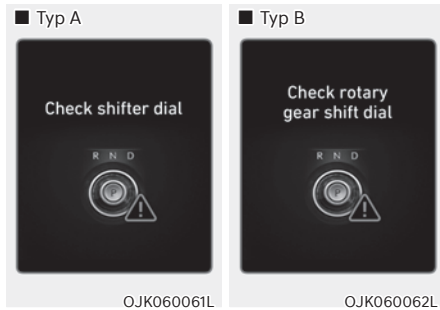 ■ Typ A
Check shifter dial
R N D
P
OJK060061L
■ Typ B
Check rotary
gear shift dial
R N D
P
OJK060062L